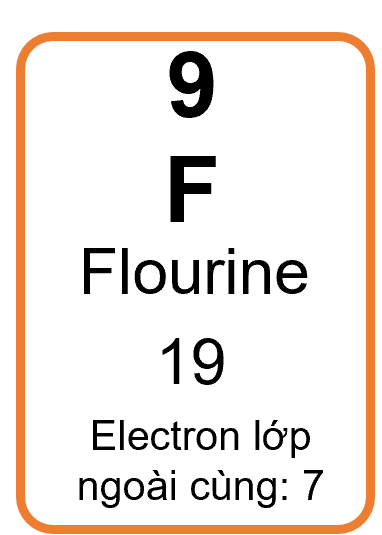 9
F
Flourine
19
Electron lớp
ngoài cùng: 7